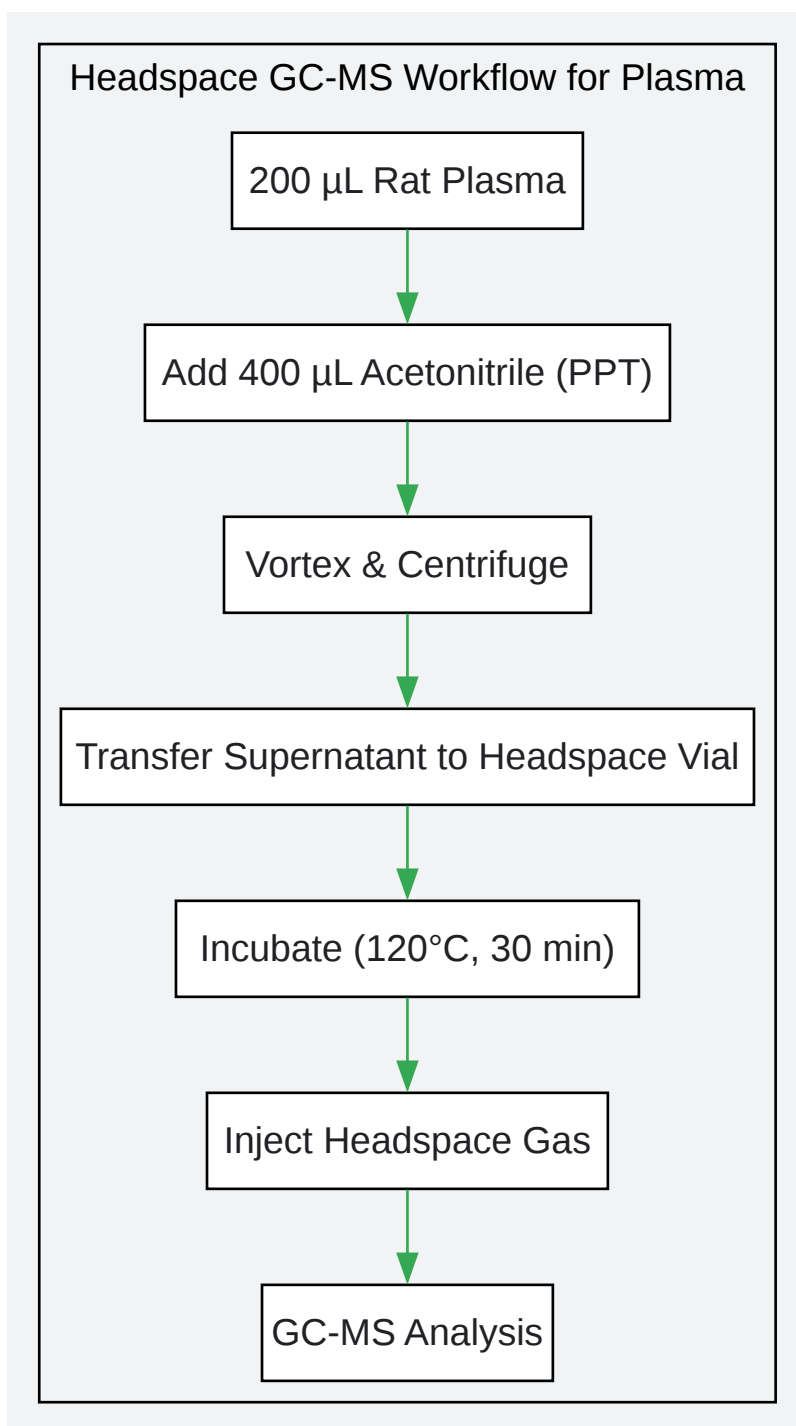 Headspace GC-MS Workflow for Plasma
200 µL Rat Plasma
Add 400 µL Acetonitrile (PPT)
Vortex & Centrifuge
Transfer Supernatant to Headspace Vial
Incubate (120°C, 30 min)
Inject Headspace Gas
GC-MS Analysis